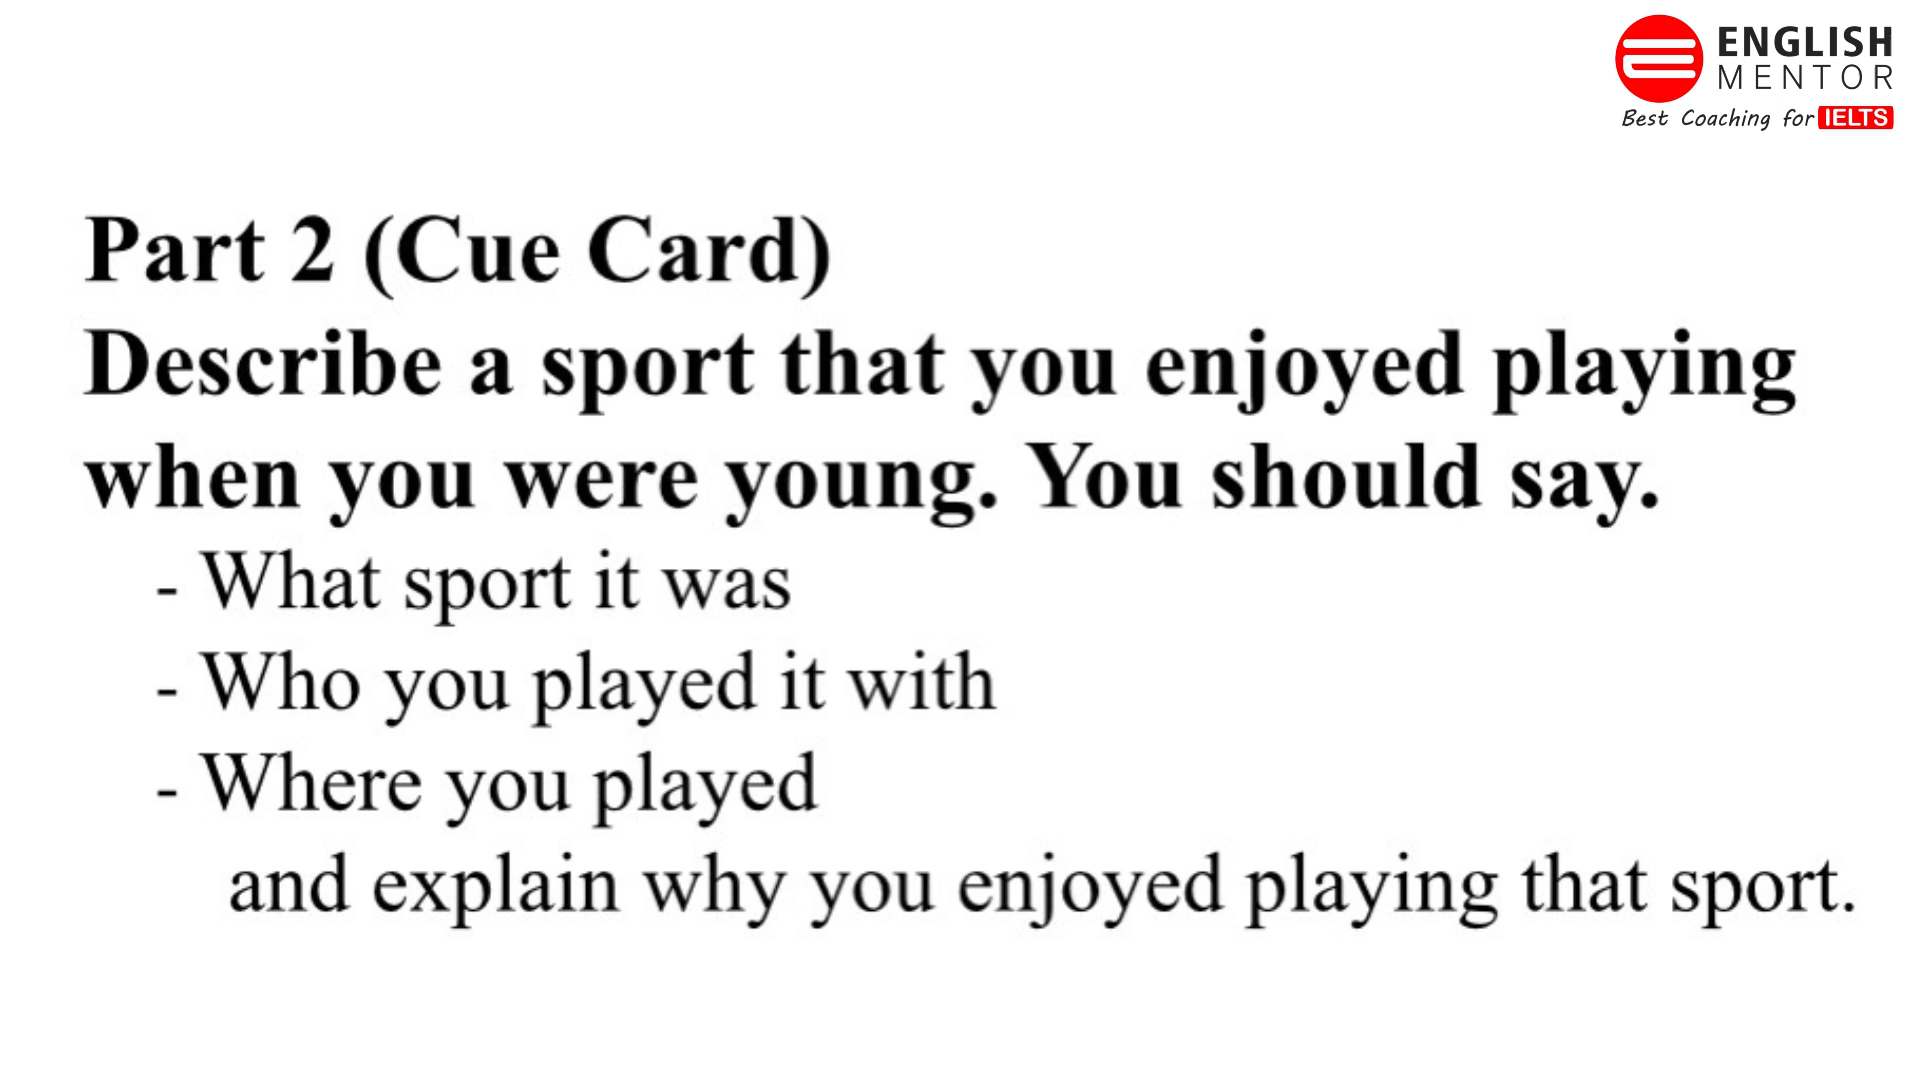 ENGLISH
MENTOR
Best Coaching for IELTS
Part 2 (Cue Card)
Describe a sport that you enjoyed playing
when you were young. You should say.
- What sport it was
- Who you played it with
- Where you played
and explain why you enjoyed playing that sport.